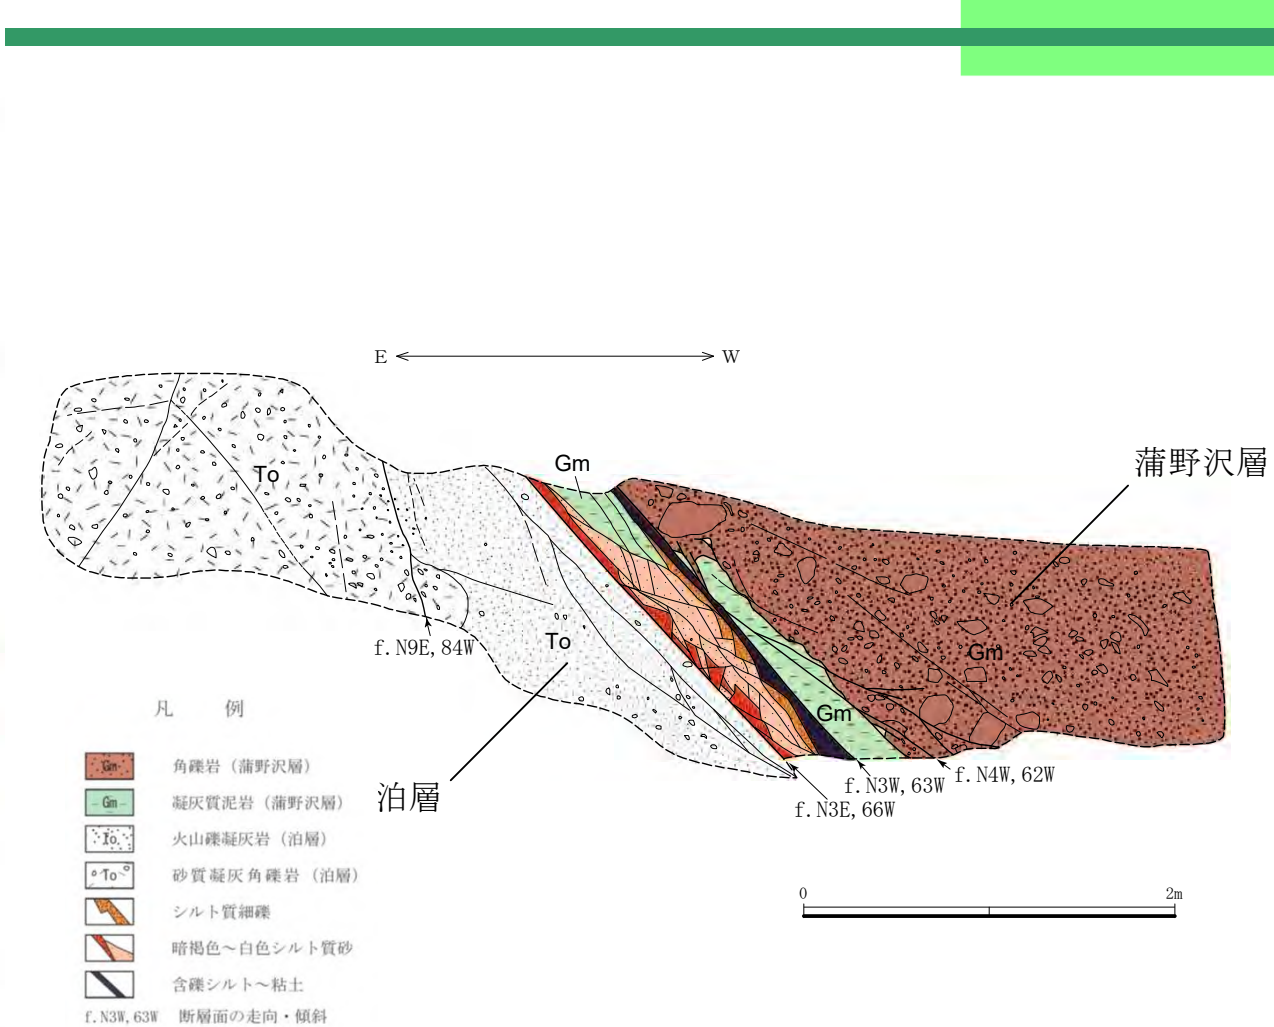 E W
Gm
蒲野沢層
To
Gm
To
f.N9E,84W
Gm
f.N4W,62W
f.N3W,63W
f.N3E,66W
泊層
凡 例
Gm 角礫岩（蒲野沢層）
Gm 凝灰質泥岩（蒲野沢層）
To 火山礫凝灰岩（泊層）
To 砂質凝灰角礫岩（泊層）
シルト質細礫
暗褐色～白色シルト質砂
含礫シルト～粘土
f.N3W,63W 断層面の走向・傾斜
0 2m